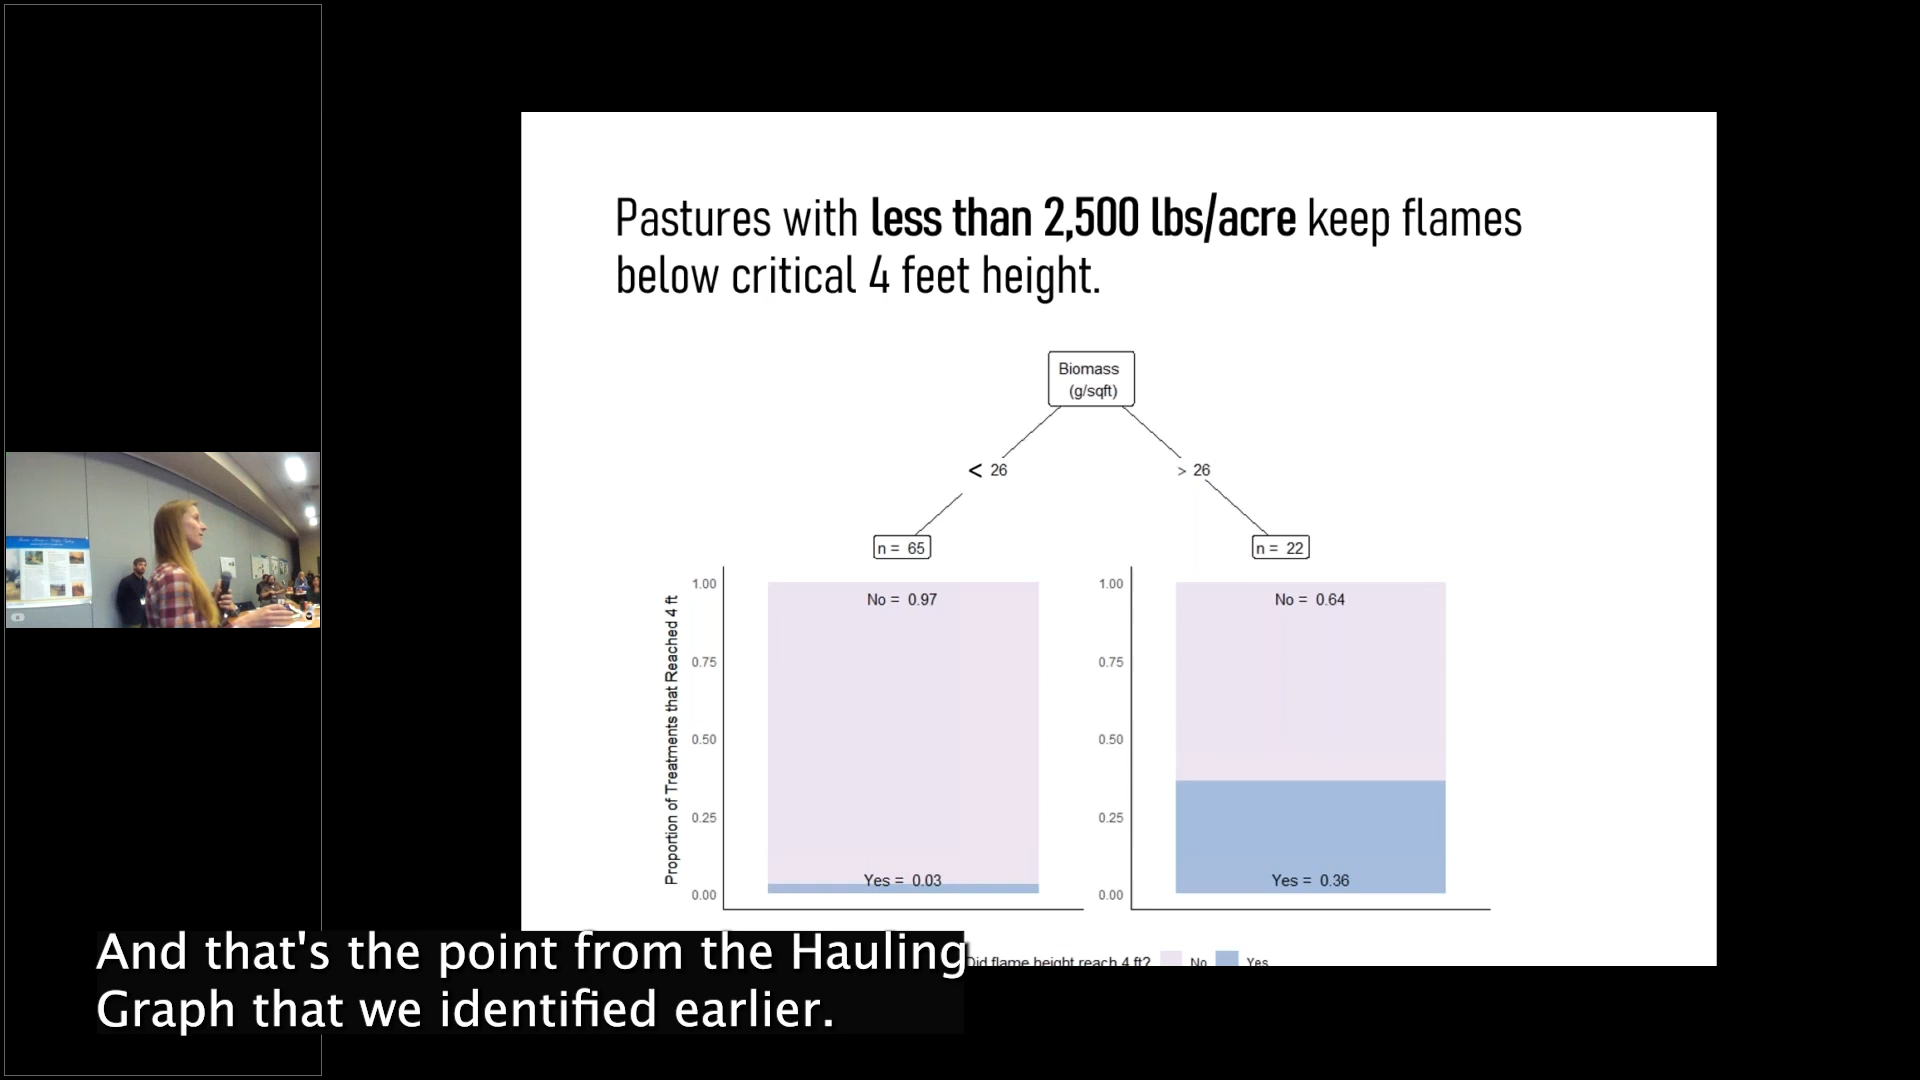 Pastures with less than 2,500 lbs/acre keep flames
below critical 4 feet height.
Biomass
(g/sqft)
< 26
> 26
n = 65
n = 22
Proportion of Treatments that Reached 4 ft
1.00
0.75
0.50
0.25
0.00
No = 0.97
Yes = 0.03
1.00
0.75
0.50
0.25
0.00
No = 0.64
Yes = 0.36
Did flame height reach 4 ft? No Yes
And that's the point from the Hauling
Graph that we identified earlier.